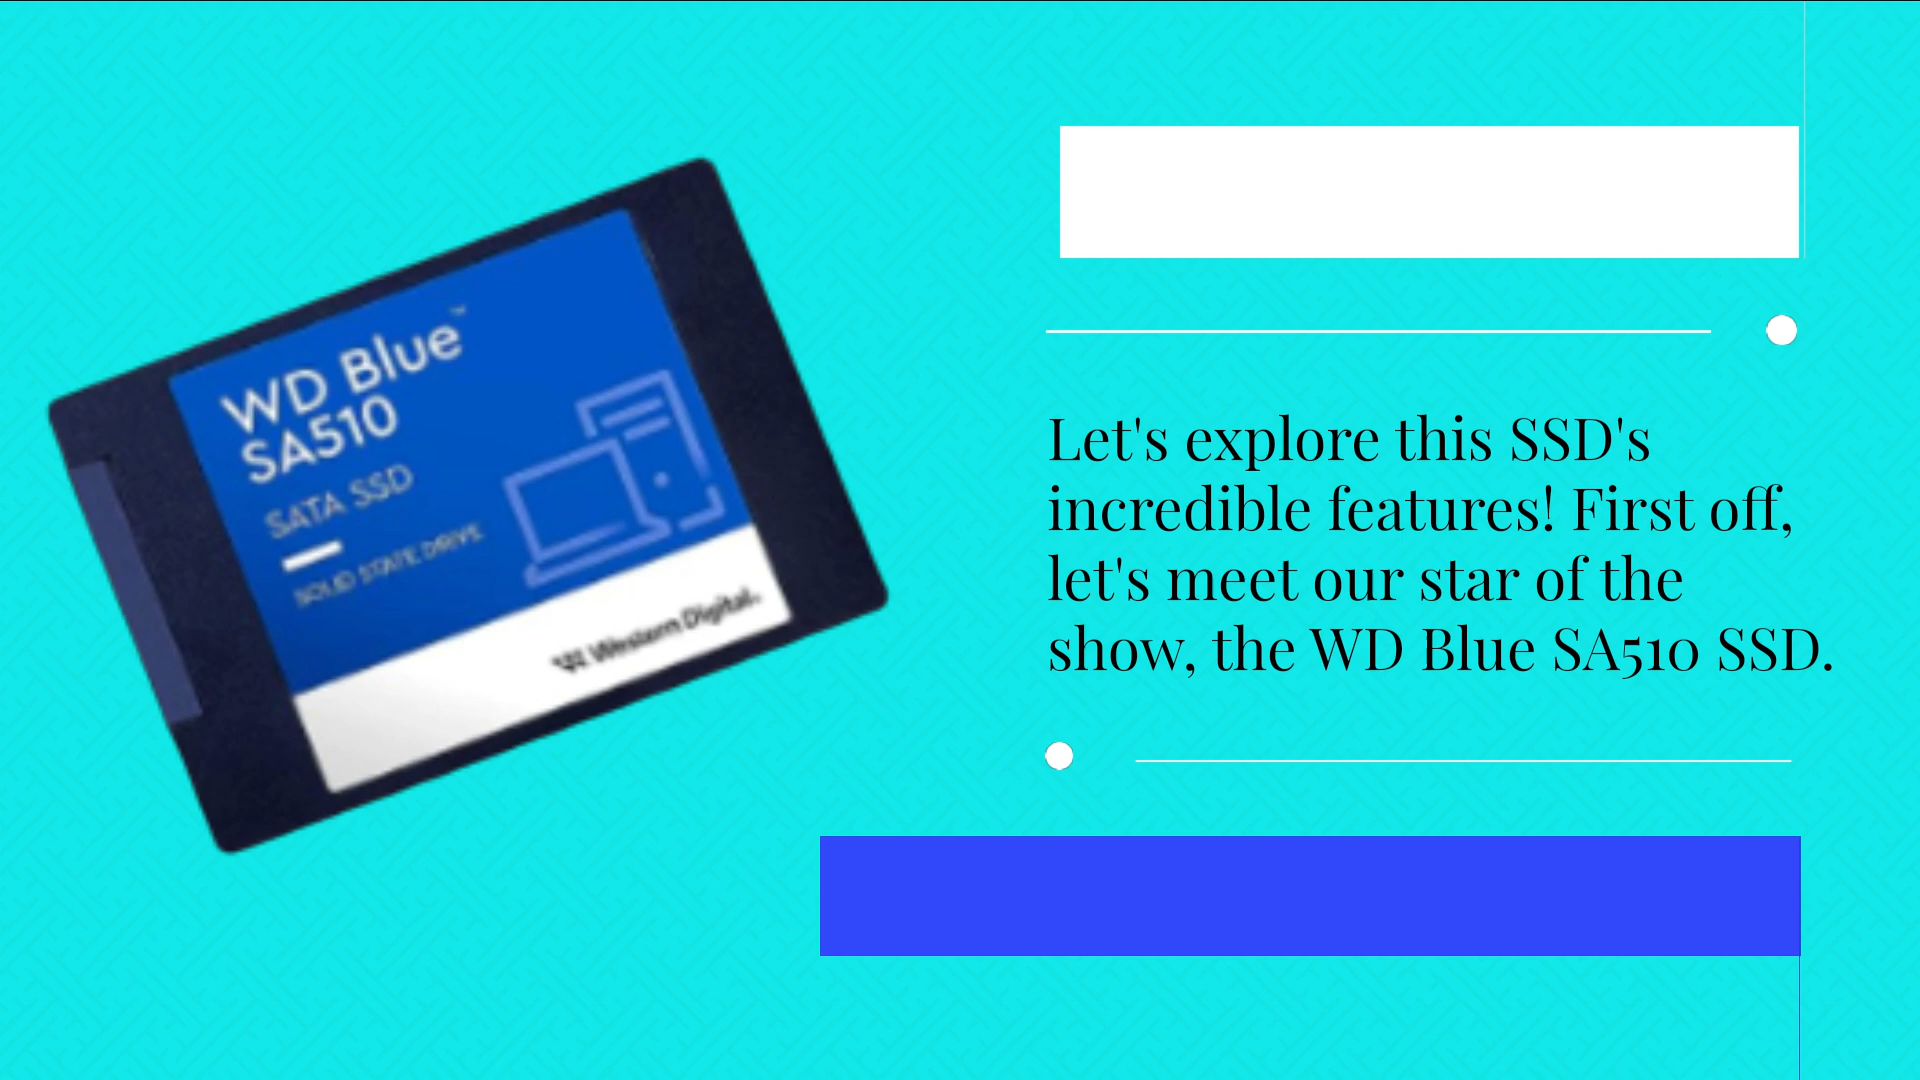 WD Blue™
SA510
SATA SSD
SOLID STATE DRIVE
Western Digital.
Let's explore this SSD's
incredible features! First off,
let's meet our star of the
show, the WD Blue SA510 SSD.